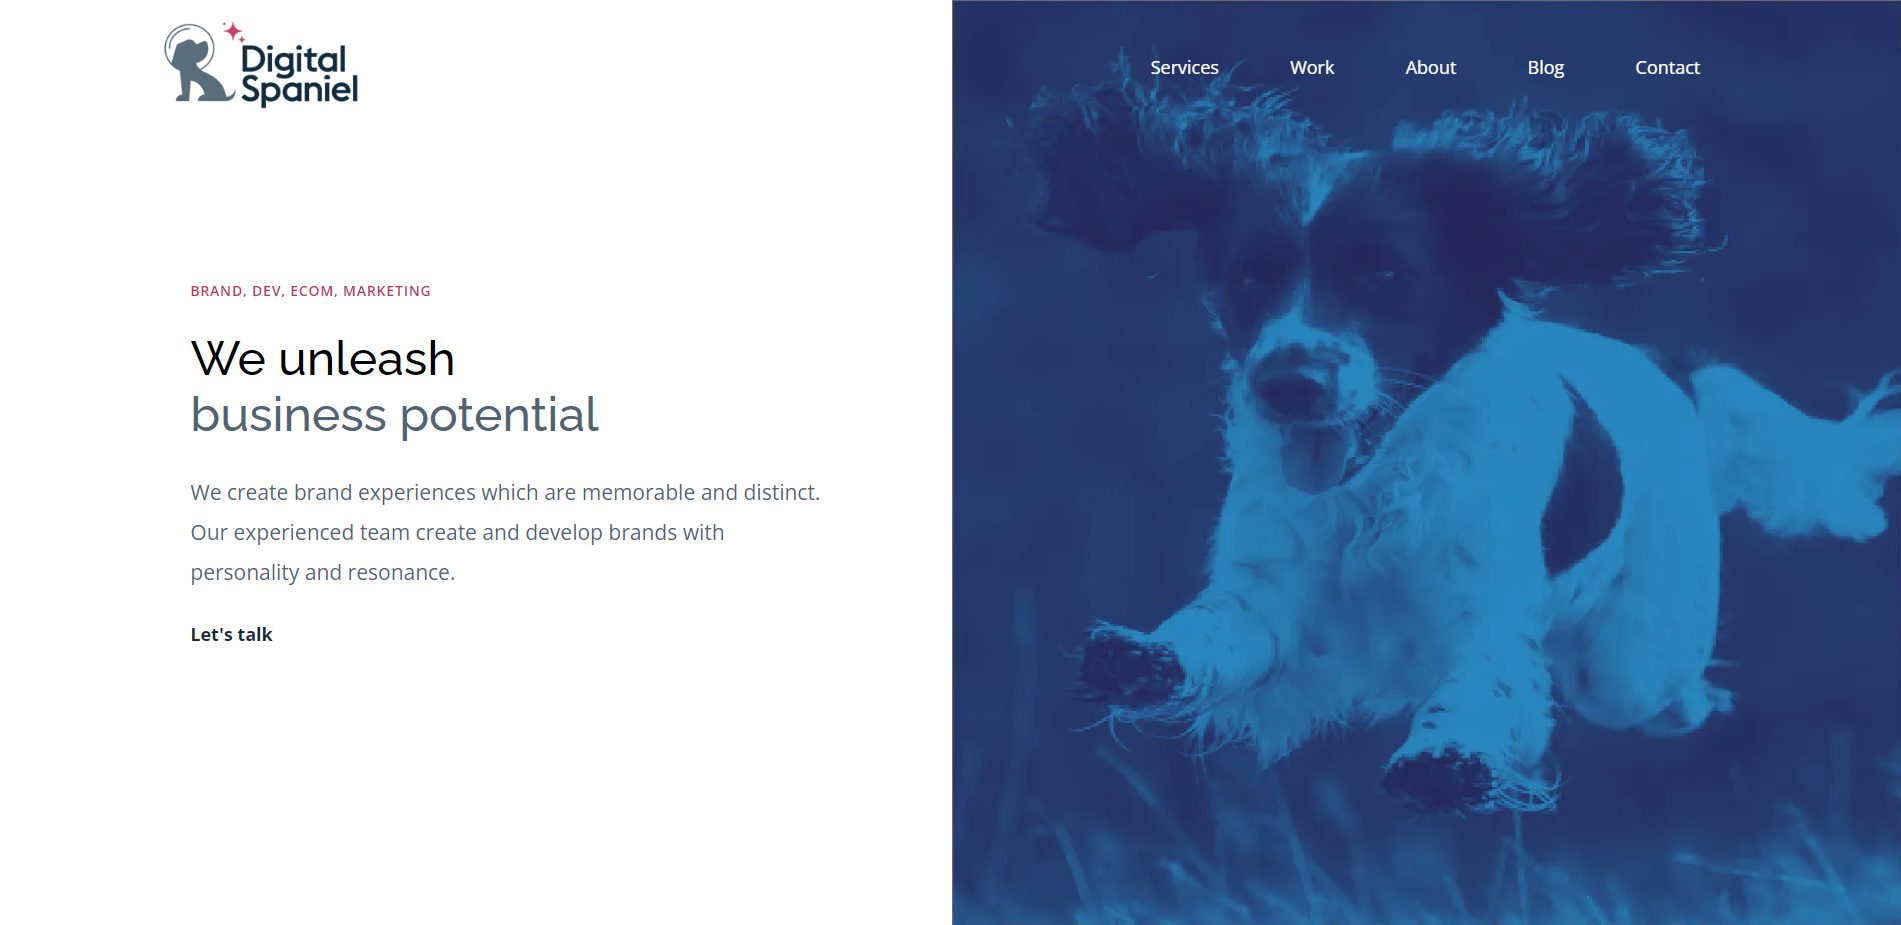 Digital
Spaniel
Services Work About Blog Contact
BRAND, DEV, ECOM, MARKETING
We unleash
business potential
We create brand experiences which are memorable and distinct.
Our experienced team create and develop brands with
personality and resonance.
Let's talk